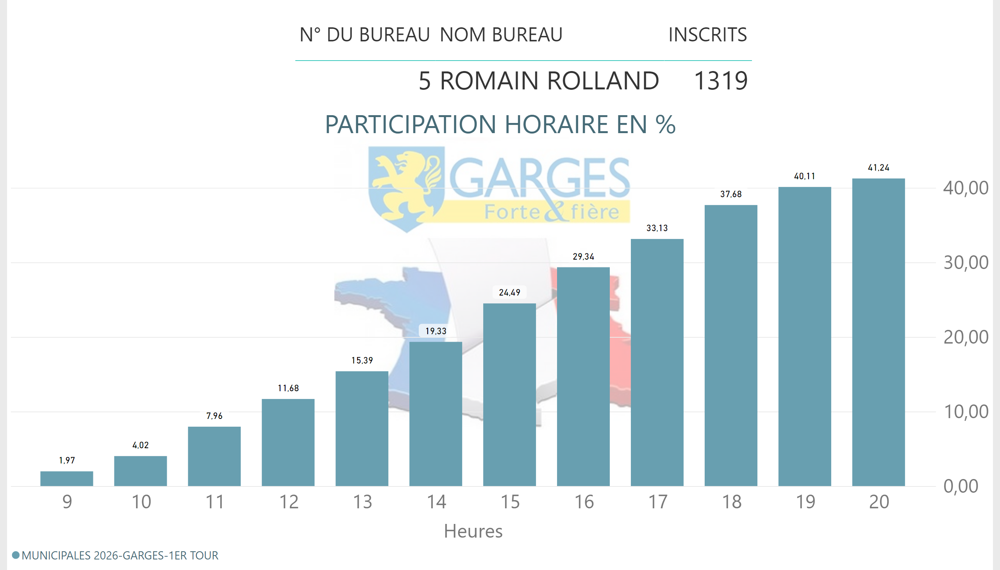 N° DU BUREAU NOM BUREAU INSCRITS
5 ROMAIN ROLLAND 1319
PARTICIPATION HORAIRE EN %
GARGES
Forte & fière
41,24
40,11
40,00
37,68
33,13
30,00
29,34
24,49
20,00
19,33
15,39
11,68
10,00
7,96
4,02
1,97
0,00
9 10 11 12 13 14 15 16 17 18 19 20
Heures
MUNICIPALES 2026-GARGES-1ER TOUR